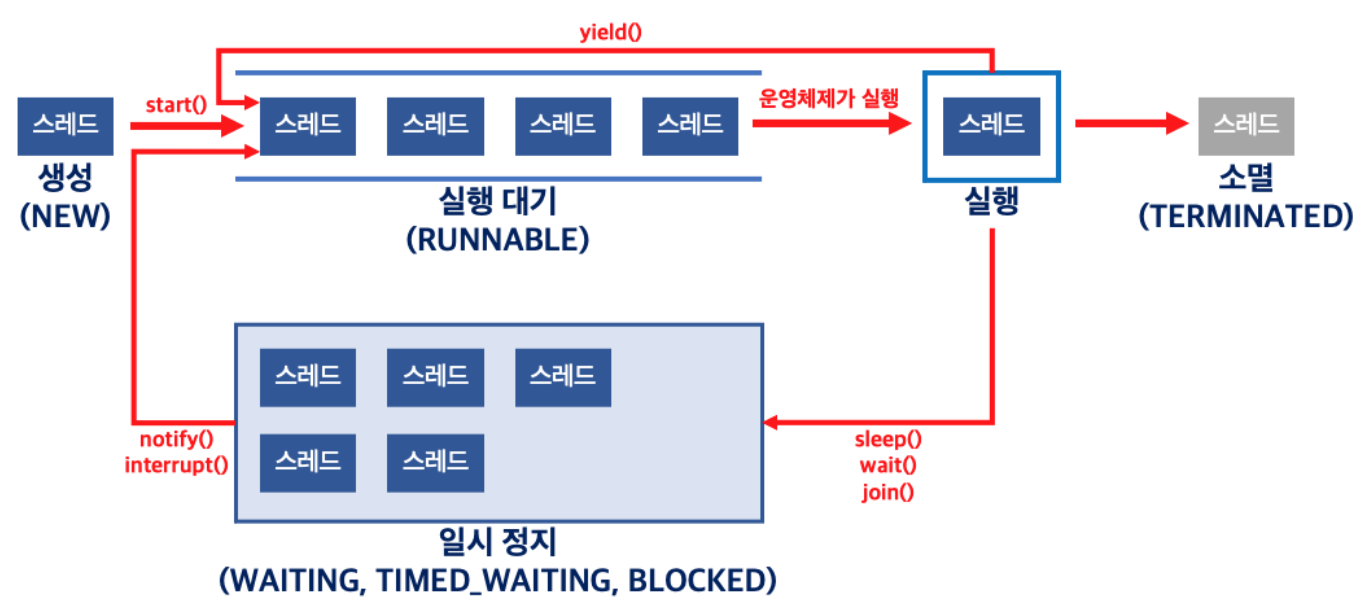 yield()
스레드
start()
스레드
스레드
스레드
스레드
운영체제가 실행
스레드
스레드
생성
(NEW)
실행 대기
(RUNNABLE)
실행
소멸
(TERMINATED)
스레드
스레드
스레드
notify()
interrupt()
스레드
스레드
sleep()
wait()
join()
일시 정지
(WAITING, TIMED_WAITING, BLOCKED)